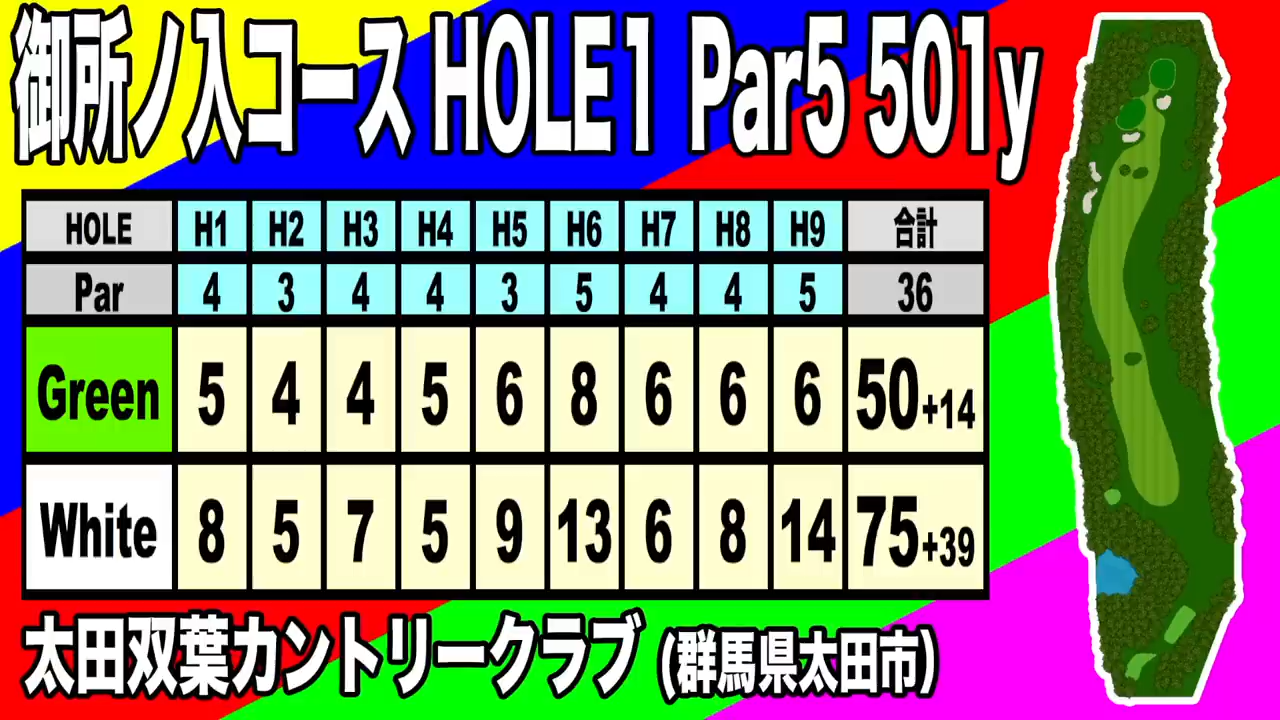 御所ノ入コース HOLE1 Par5 501y
HOLE H1 H2 H3 H4 H5 H6 H7 H8 H9 合計
Par 4 3 4 4 3 5 4 4 5 36
Green 5 4 4 5 6 8 6 6 6 50+14
White 8 5 7 5 9 13 6 8 14 75+39
太田双葉カントリークラブ (群馬県太田市)